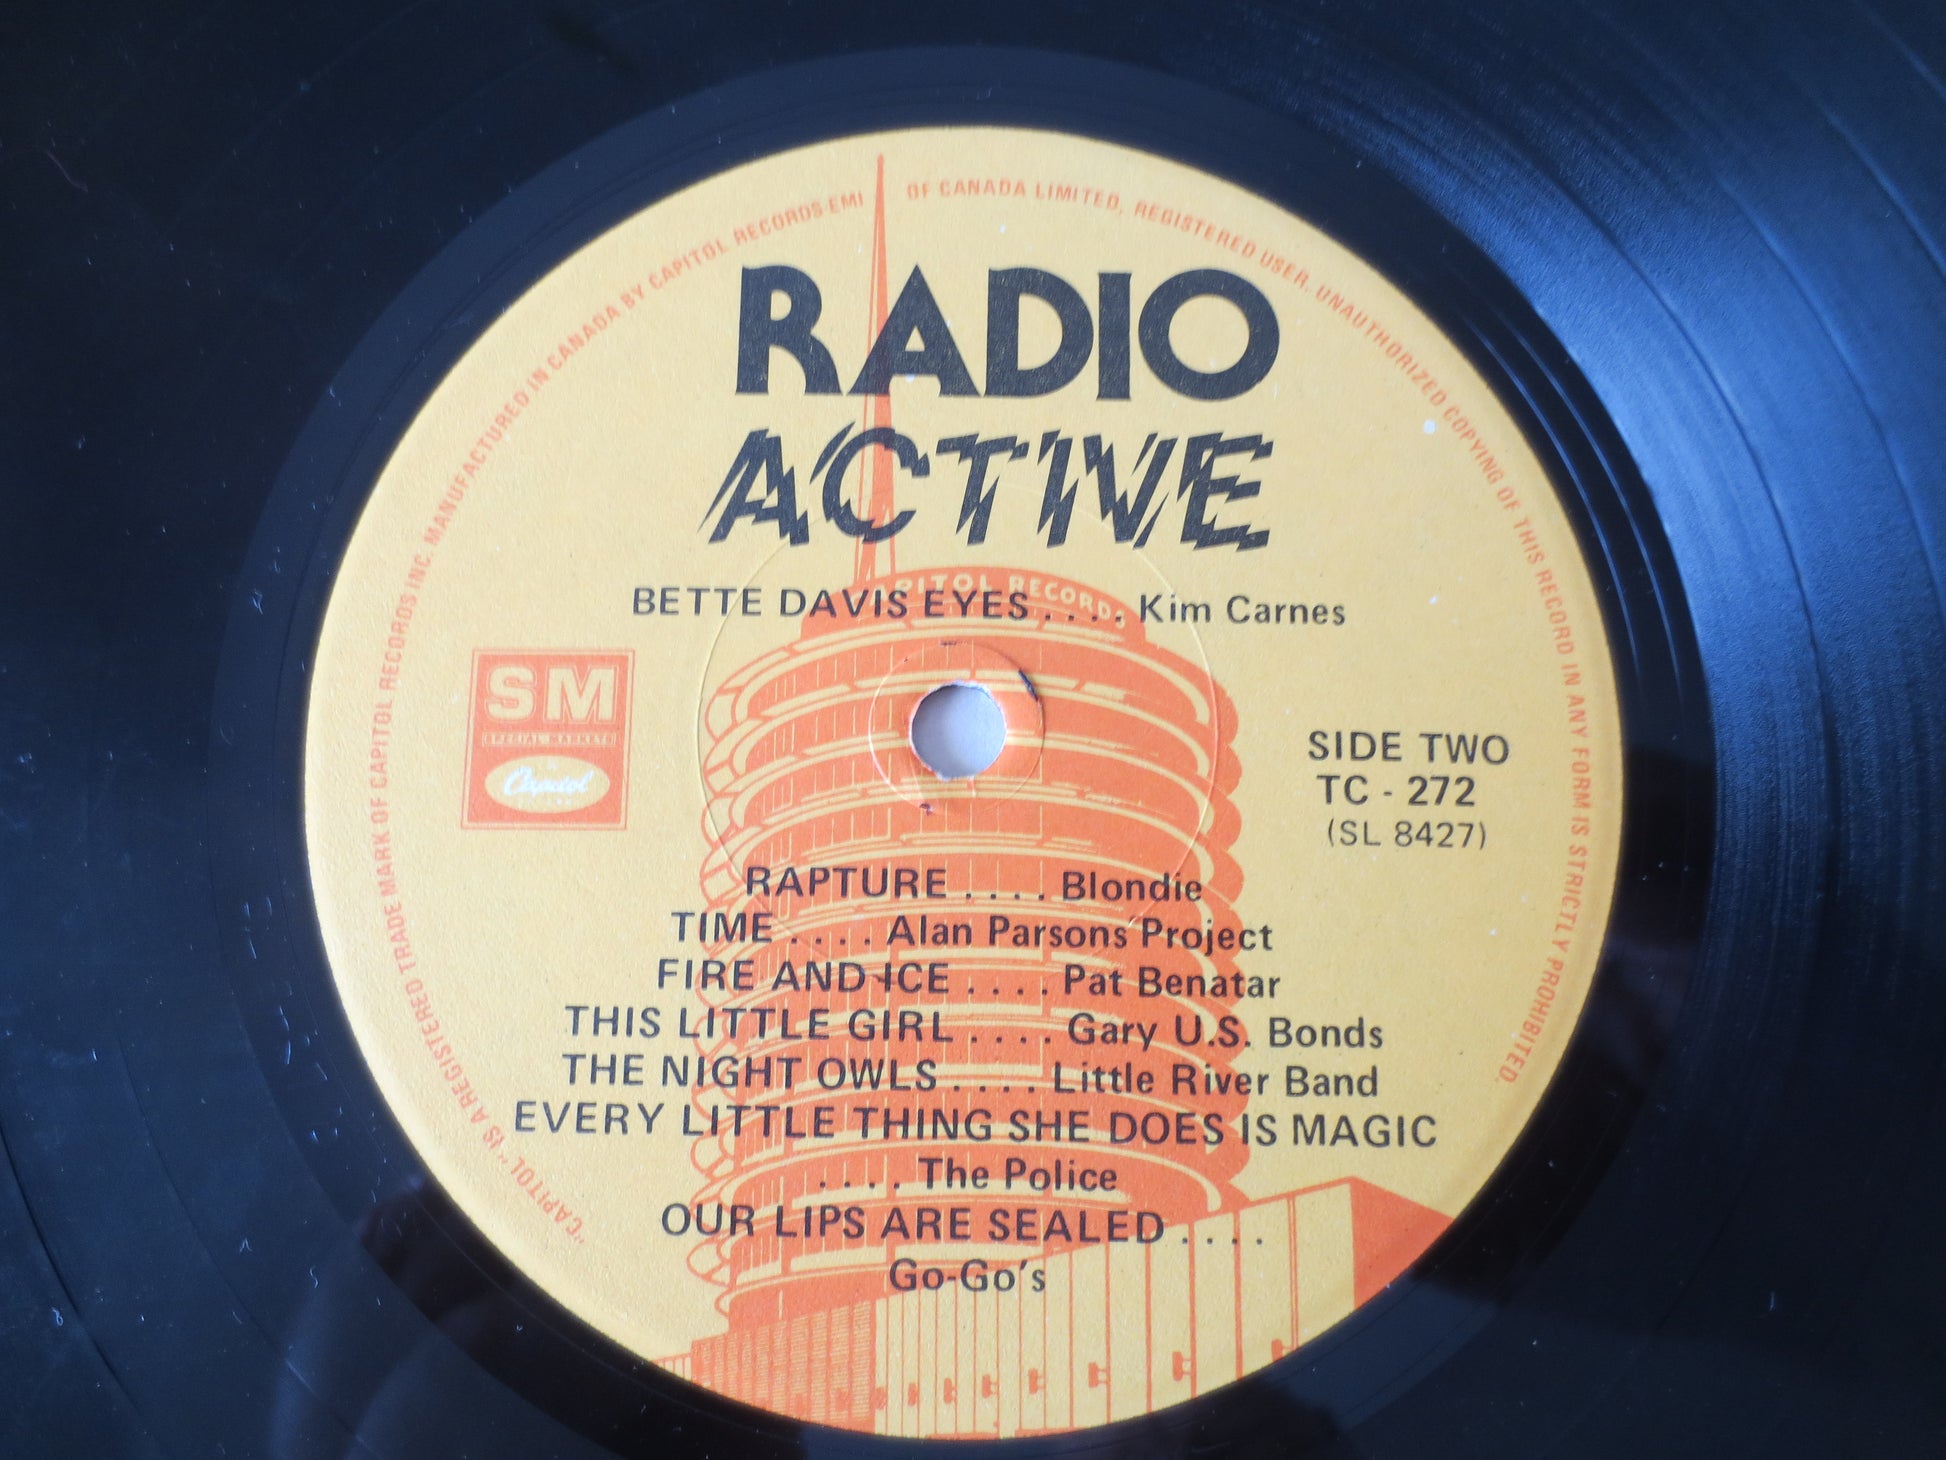 MANUFACTURED IN CANADA BY CAPITOL RECORDS-EMI OF CANADA LIMITED, REGISTERED USER. UNAUTHORIZED COPYING OF THIS RECORD IN ANY FORM IS STRICTLY PROHIBITED.
RADIO
ACTIVE
CAPITOL RECORDS
BETTE DAVIS EYES . . . . Kim Carnes
SM
SPECIAL MARKETS
Capitol
SIDE TWO
TC - 272
(SL 8427)
RAPTURE . . . . Blondie
TIME . . . . Alan Parsons Project
FIRE AND ICE . . . . Pat Benatar
THIS LITTLE GIRL . . . . Gary U.S. Bonds
THE NIGHT OWLS . . . . Little River Band
EVERY LITTLE THING SHE DOES IS MAGIC
. . . . The Police
OUR LIPS ARE SEALED . . . .
Go-Go's
"CAPITOL" IS A REGISTERED TRADE MARK OF CAPITOL RECORDS INC.